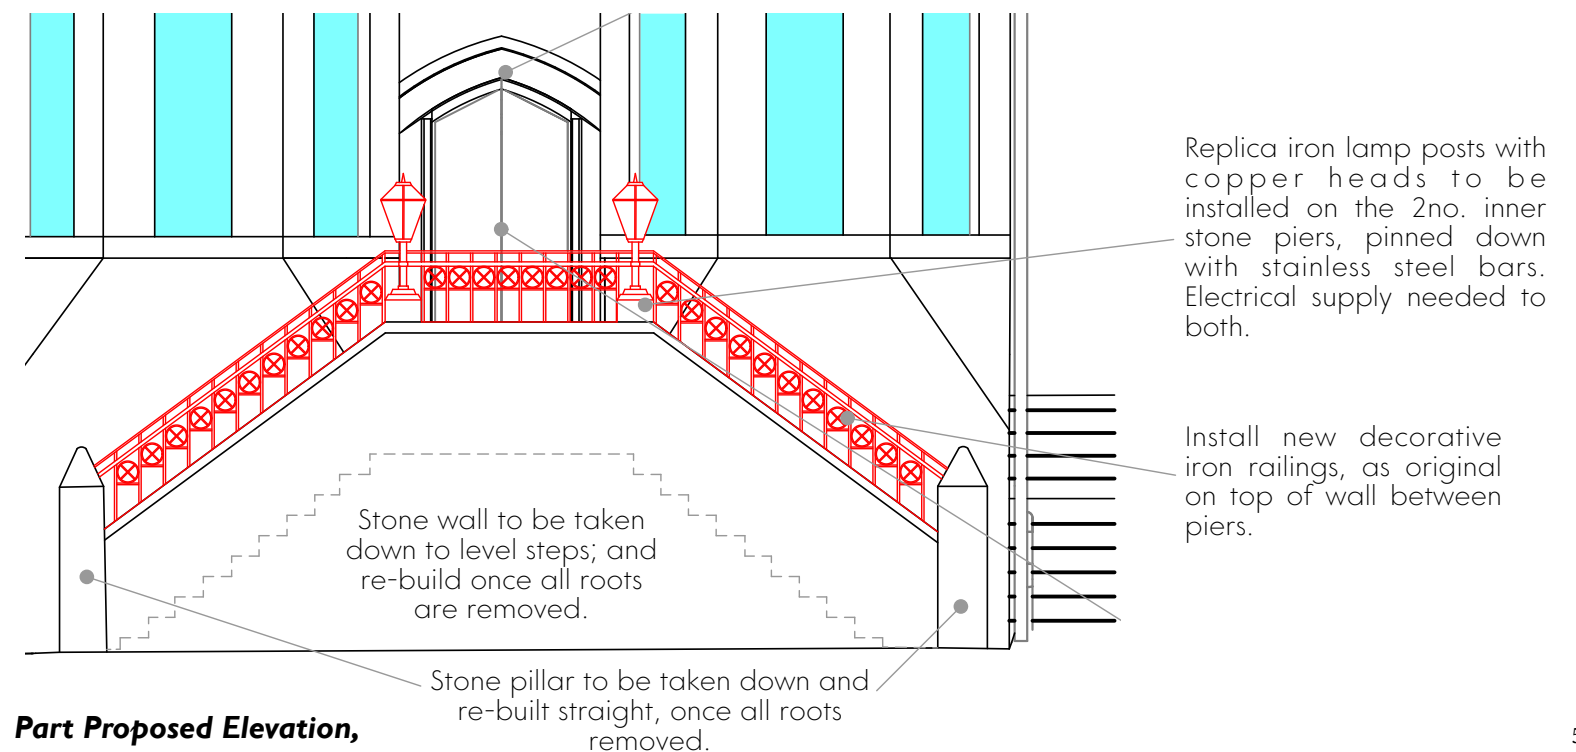 Replica iron lamp posts with
copper heads to be
installed on the 2no. inner
stone piers, pinned down
with stainless steel bars.
Electrical supply needed to
both.
Install new decorative
iron railings, as original
on top of wall between
piers.
Stone wall to be taken
down to level steps; and
re-build once all roots
are removed.
Stone pillar to be taken down and
re-built straight, once all roots
removed.
Part Proposed Elevation,
5